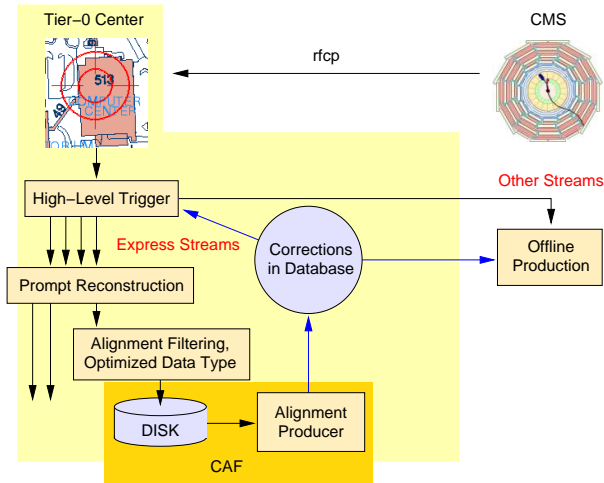 Tier−0 Center
CMS
rfcp
513
COMPUTER
CENTER
49
High−Level Trigger
Other Streams
Express Streams
Corrections
in Database
Offline
Production
Prompt Reconstruction
Alignment Filtering,
Optimized Data Type
DISK
Alignment
Producer
CAF